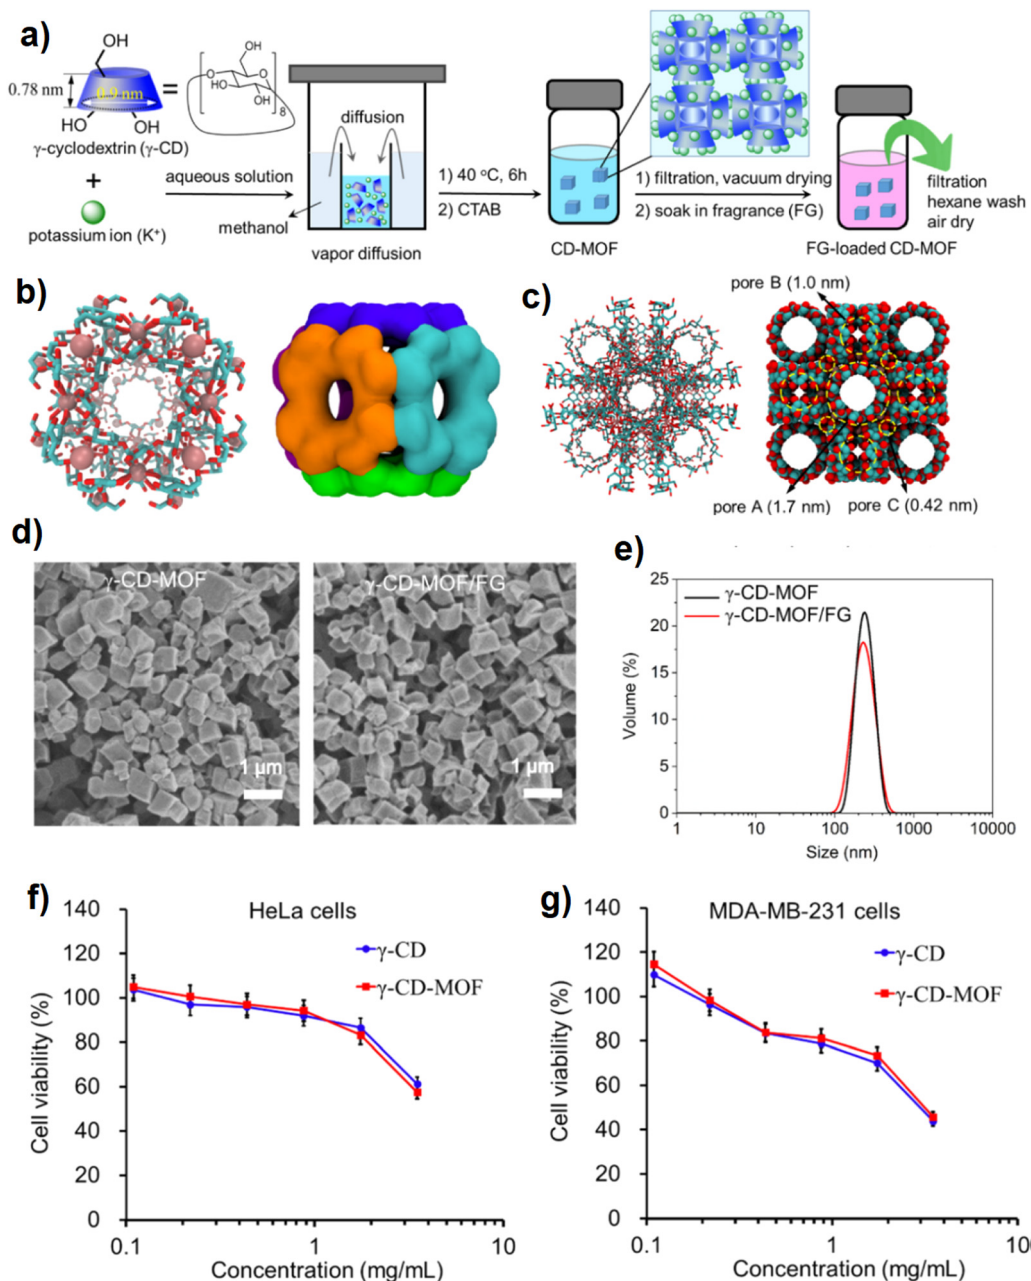 a)
OH
0.78 nm
0.9 nm
HO
OH
=
OH
O
O
HO
OH
8
γ-cyclodextrin (γ-CD)
+
potassium ion (K⁺)
aqueous solution
methanol
diffusion
vapor diffusion
1) 40 °C, 6h
2) CTAB
CD-MOF
1) filtration, vacuum drying
2) soak in fragrance (FG)
FG-loaded CD-MOF
filtration
hexane wash
air dry
b)
c)
pore B (1.0 nm)
pore A (1.7 nm)
pore C (0.42 nm)
d)
γ-CD-MOF
1 µm
γ-CD-MOF/FG
1 µm
e)
γ-CD-MOF
γ-CD-MOF/FG
Volume (%)
25
20
15
10
5
0
1
10
100
1000
10000
Size (nm)
f)
HeLa cells
γ-CD
γ-CD-MOF
Cell viability (%)
140
120
100
80
60
40
20
0
0.1
1
10
Concentration (mg/mL)
g)
MDA-MB-231 cells
γ-CD
γ-CD-MOF
Cell viability (%)
140
120
100
80
60
40
20
0
0.1
1
10
Concentration (mg/mL)